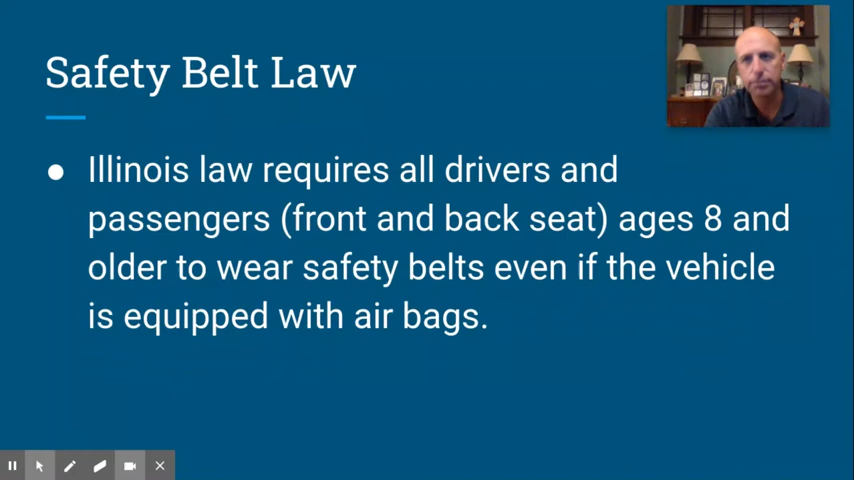 Safety Belt Law
● Illinois law requires all drivers and
passengers (front and back seat) ages 8 and
older to wear safety belts even if the vehicle
is equipped with air bags.